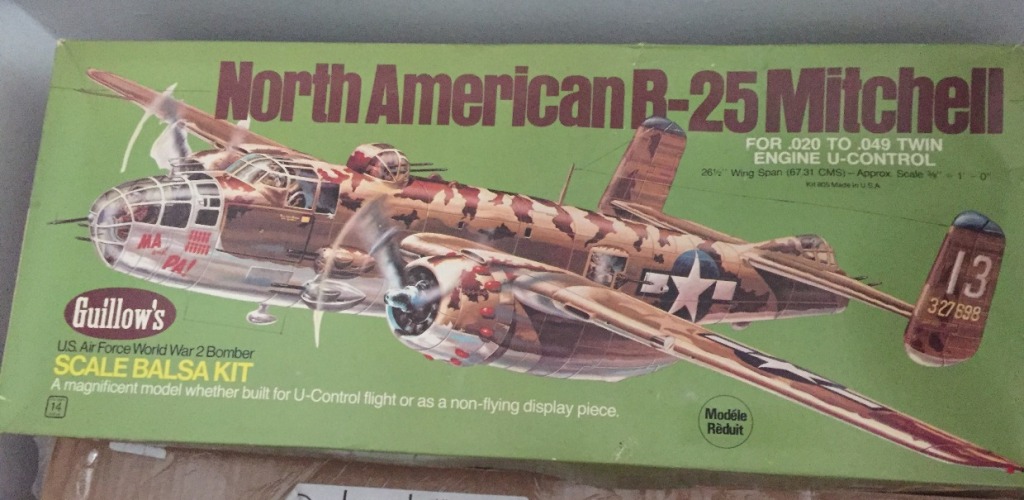 North American B-25 Mitchell
FOR .020 TO .049 TWIN
ENGINE U-CONTROL
26½" Wing Span (67.31 CMS) – Approx. Scale ⅜" = 1' - 0"
Made in U.S.A.
MA and
PA!
13
327698
Guillow's
U.S. Air Force World War 2 Bomber
SCALE BALSA KIT
A magnificent model whether built for U-Control flight or as a non-flying display piece.
14
Modéle
Rèduit